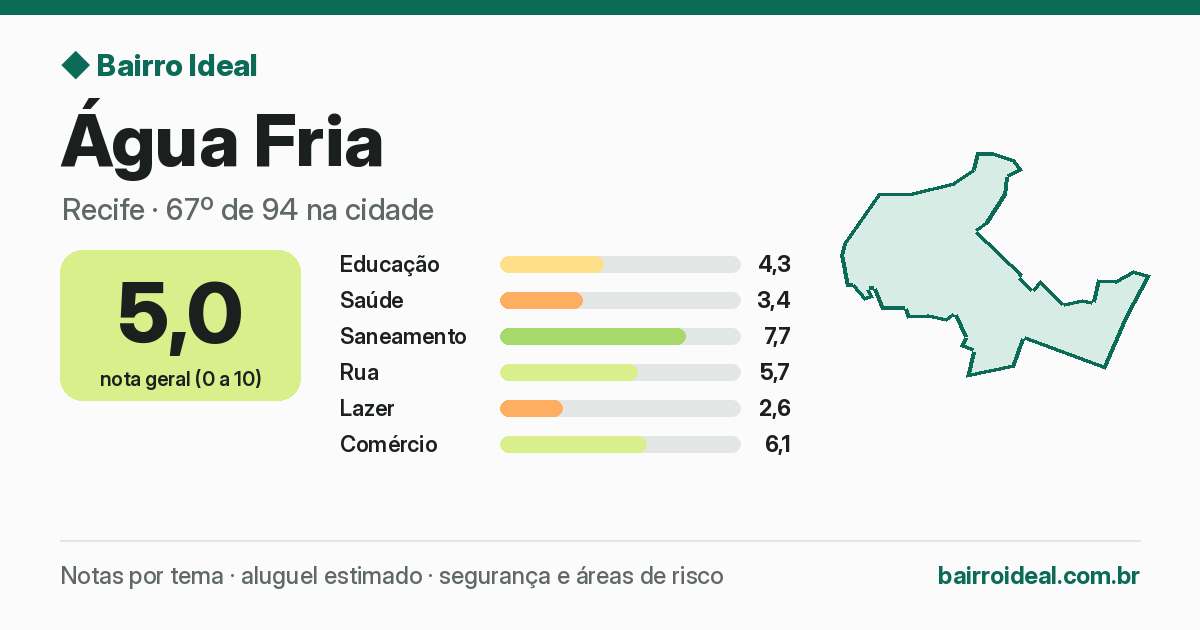 Bairro Ideal
Água Fria
Recife · 67º de 94 na cidade
5,0
nota geral (0 a 10)
Educação 4,3
Saúde 3,4
Saneamento 7,7
Rua 5,7
Lazer 2,6
Comércio 6,1
Notas por tema · aluguel estimado · segurança e áreas de risco
bairroideal.com.br